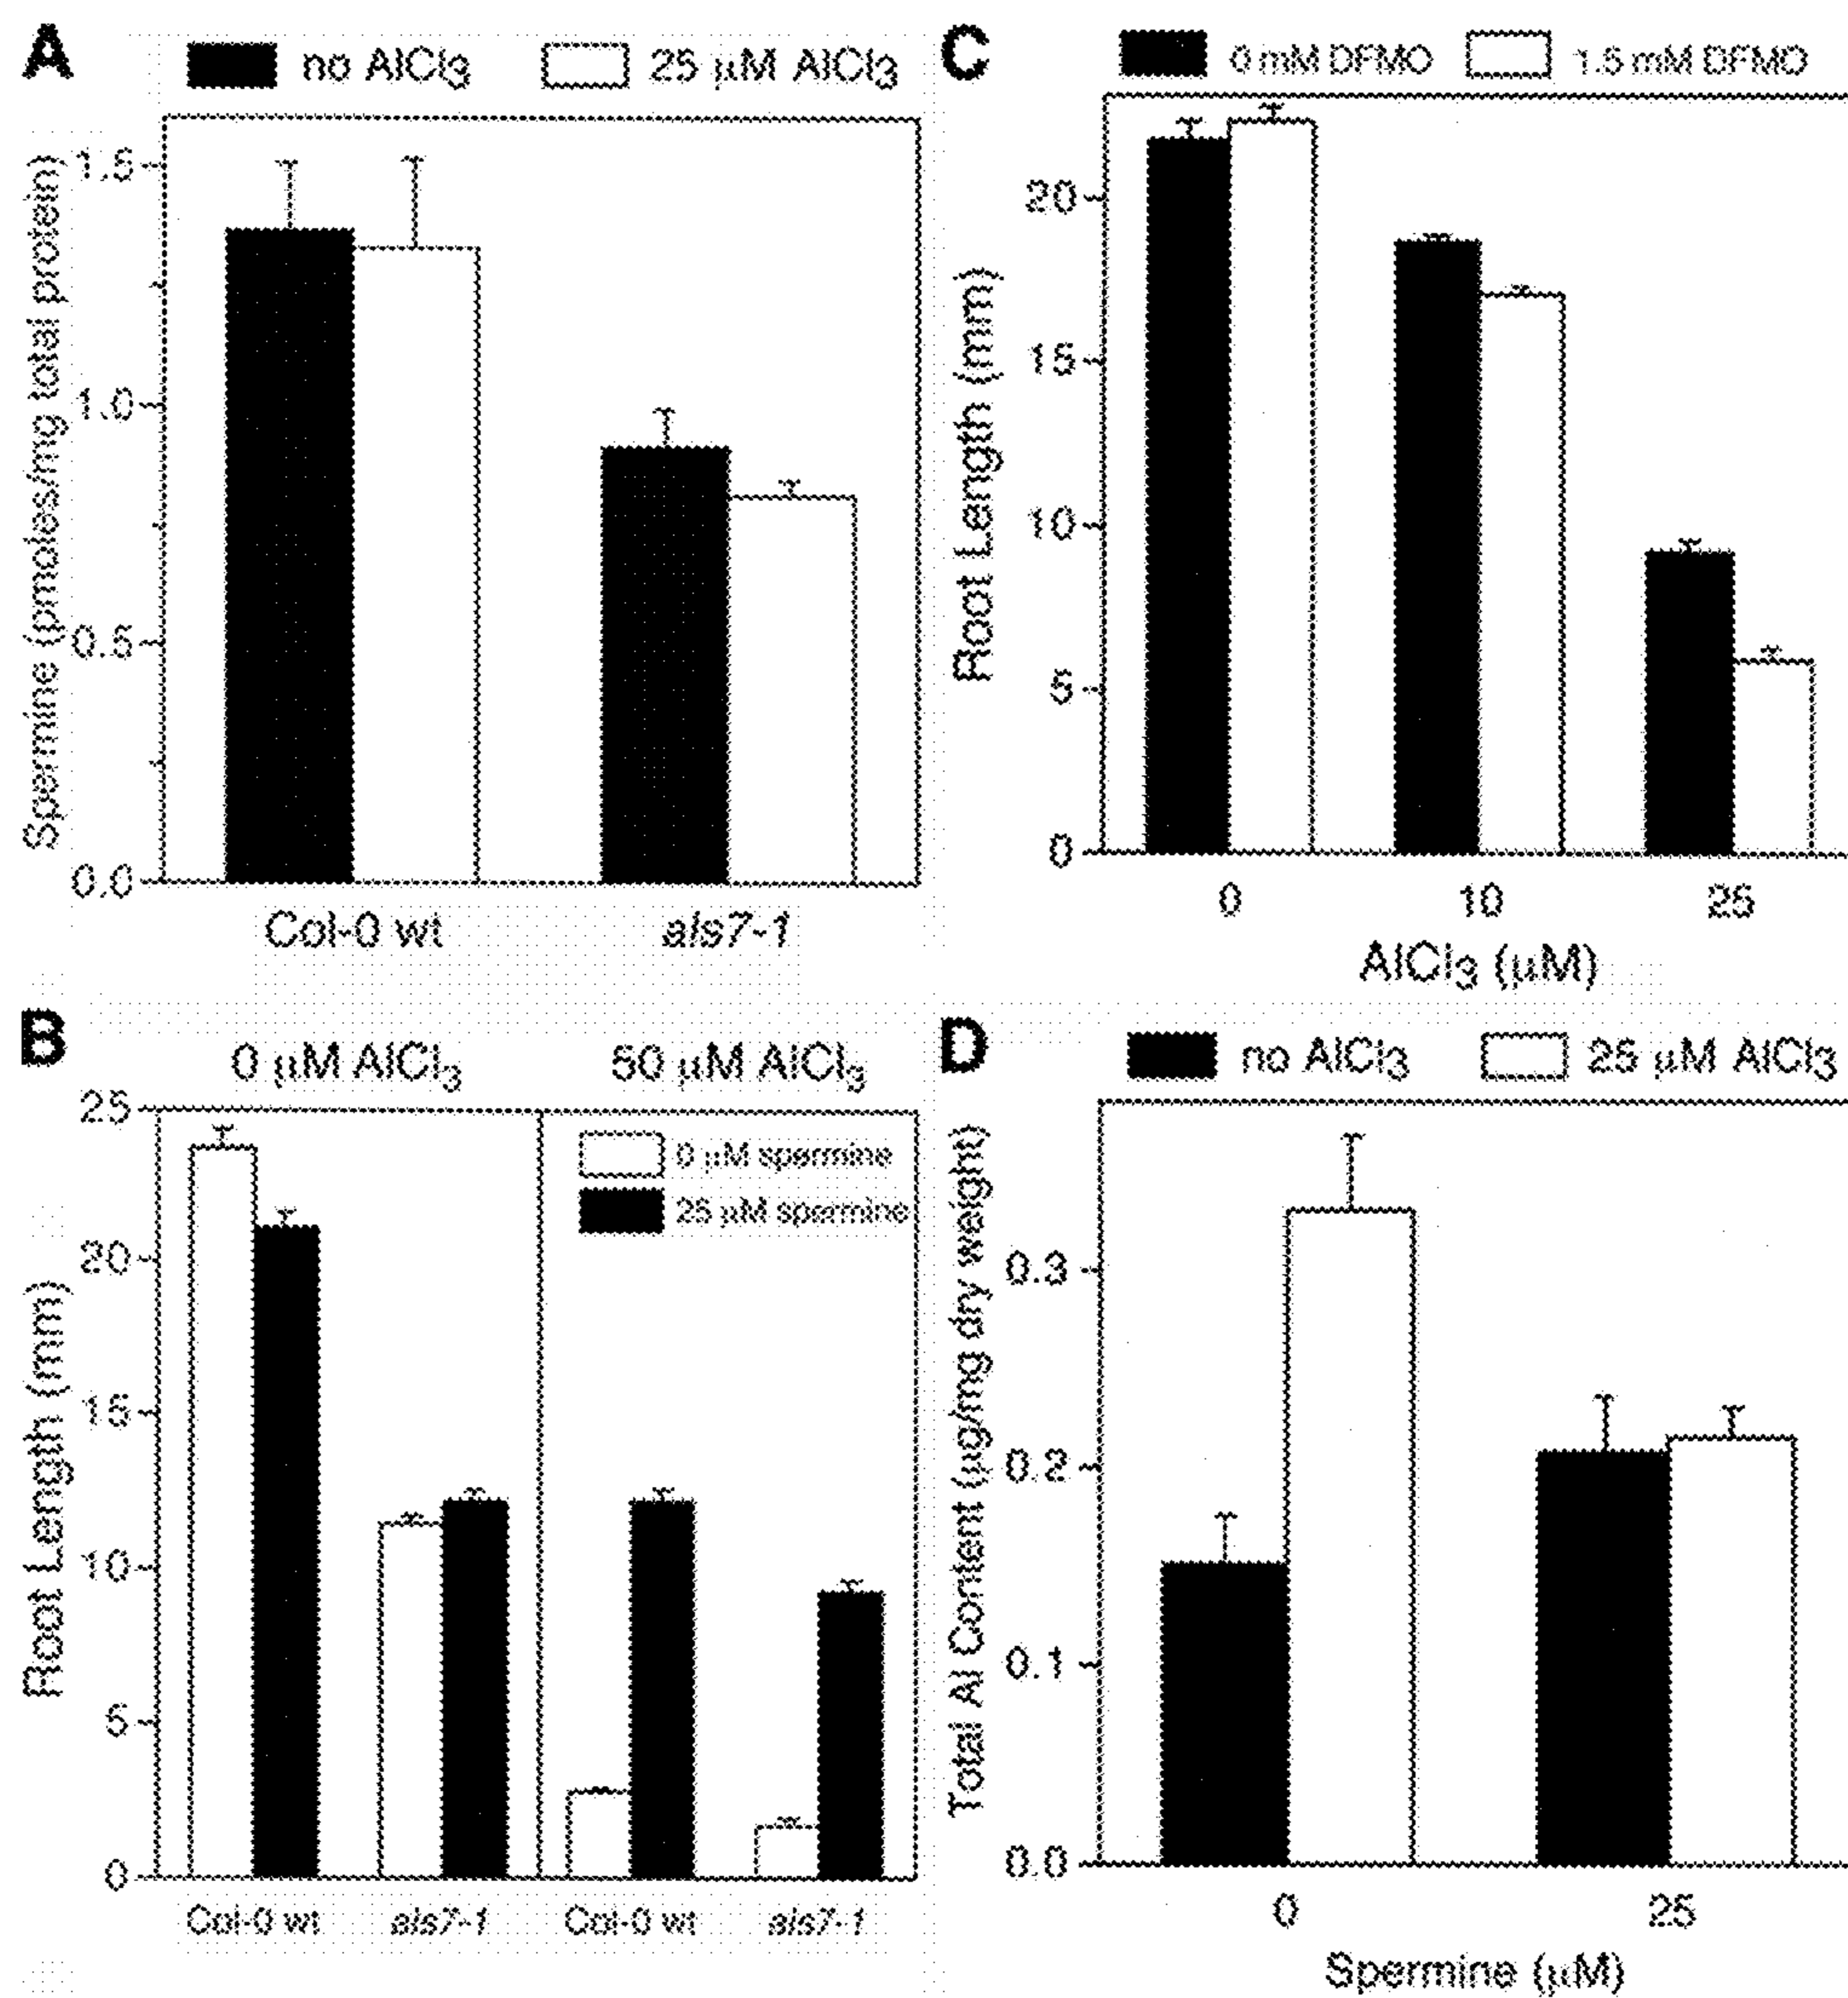 A
no AlCl3
25 µM AlCl3
Spermine (pmoles/mg total protein)
1.5
1.0
0.5
0.0
Col-0 wt
als7-1
C
0 mM DFMO
1.5 mM DFMO
Root Length (mm)
20
15
10
5
0
0
10
25
AlCl3 (µM)
B
0 µM AlCl3
50 µM AlCl3
0 µM spermine
25 µM spermine
Root Length (mm)
25
20
15
10
5
0
Col-0 wt
als7-1
Col-0 wt
als7-1
D
no AlCl3
25 µM AlCl3
Total Al Content (µg/mg dry weight)
0.3
0.2
0.1
0.0
0
25
Spermine (µM)